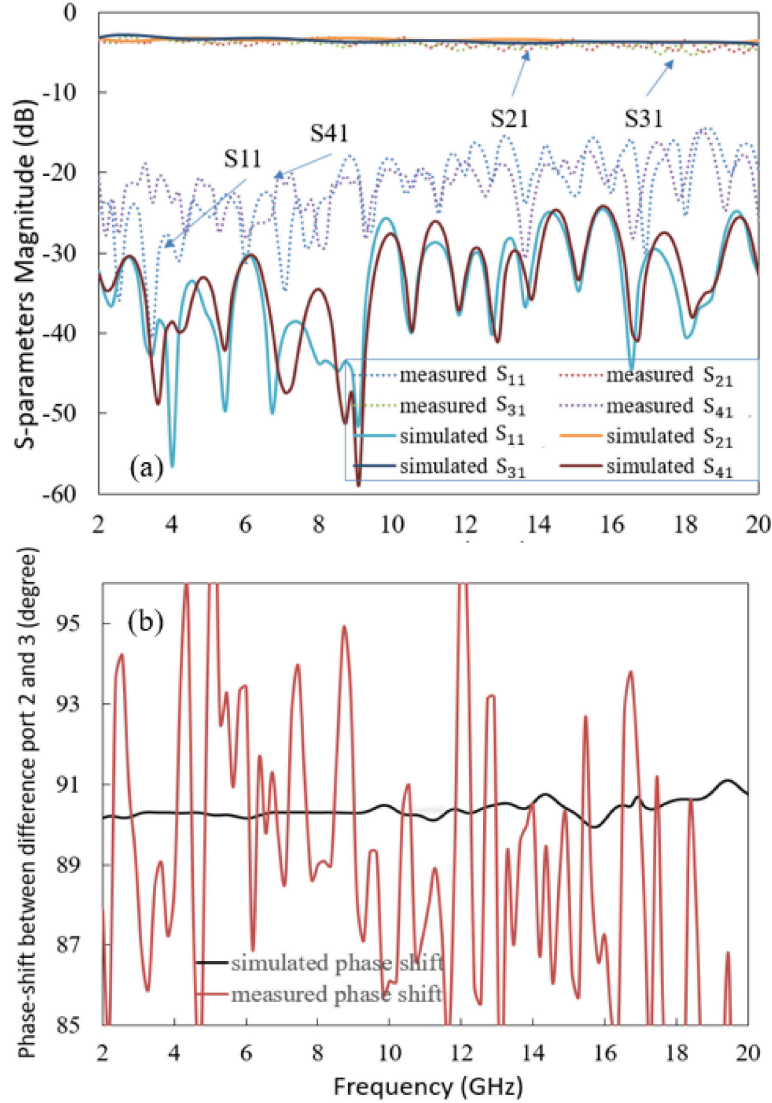 0
-10
-20
-30
-40
-50
-60
S-parameters Magnitude (dB)
S11
S41
S21
S31
measured S₁₁
measured S₂₁
measured S₃₁
measured S₄₁
simulated S₁₁
simulated S₂₁
simulated S₃₁
simulated S₄₁
(a)
2 4 6 8 10 12 14 16 18 20
Phase-shift between difference port 2 and 3 (degree)
95
93
91
89
87
85
(b)
simulated phase shift
measured phase shift
2 4 6 8 10 12 14 16 18 20
Frequency (GHz)